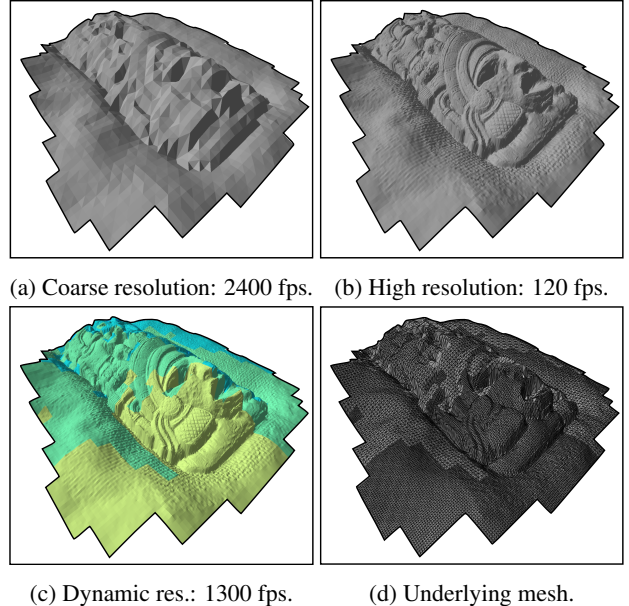 (a) Coarse resolution: 2400 fps.
(b) High resolution: 120 fps.
(c) Dynamic res.: 1300 fps.
(d) Underlying mesh.